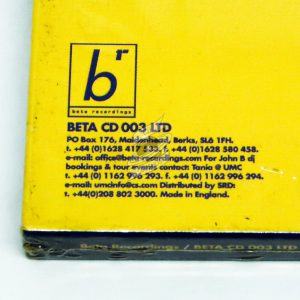 br
beta recordings
BETA CD 003 LTD
PO Box 176, Maidenhead, Berks, SL6 1FH.
t. +44 (0)1628 417 633. f. +44 (0)1628 580 458.
e-mail: office@beta-recordings.com For John B dj
bookings & tour events contact Tania @ UMC
t. +44 (0) 1162 996 293. f. +44 (0) 1162 996 294.
e-mail: umcinfo@cs.com Distributed by SRD:
t. +44(0)208 802 3000. Made in England.
Beta Recordings / BETA CD 003 LTD